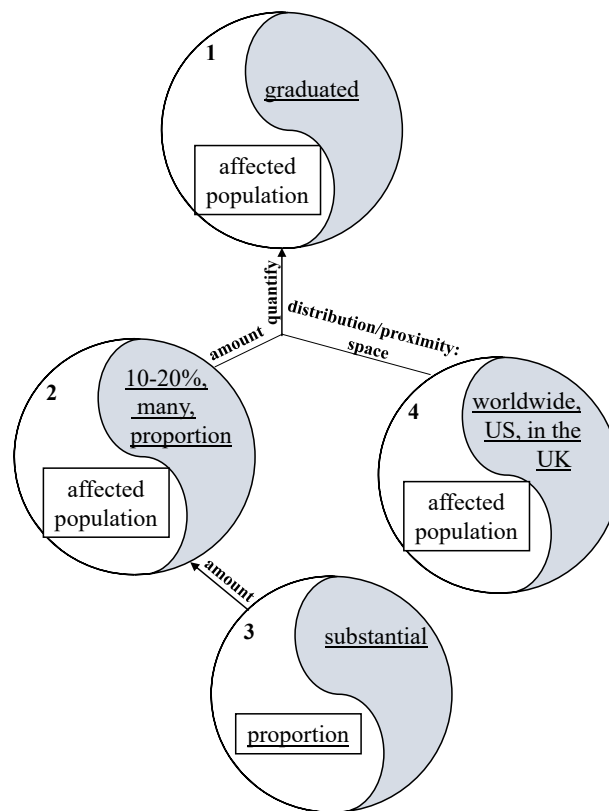 1
graduated
affected
population
quantify
distribution/proximity:
space
amount
2
10-20%,
many,
proportion
affected
population
4
worldwide,
US, in the
UK
affected
population
amount
3
substantial
proportion